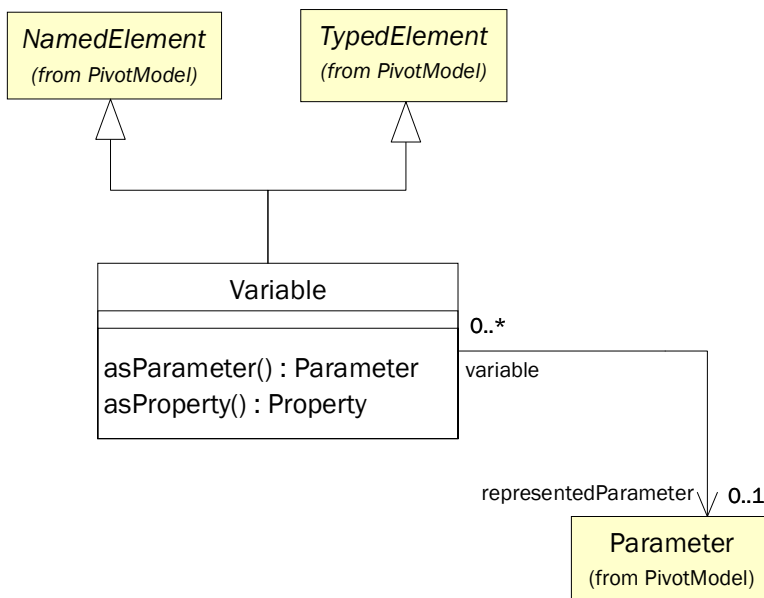 NamedElement
(from PivotModel)
TypedElement
(from PivotModel)
Variable
asParameter() : Parameter
asProperty() : Property
0..*
variable
representedParameter
0..1
Parameter
(from PivotModel)